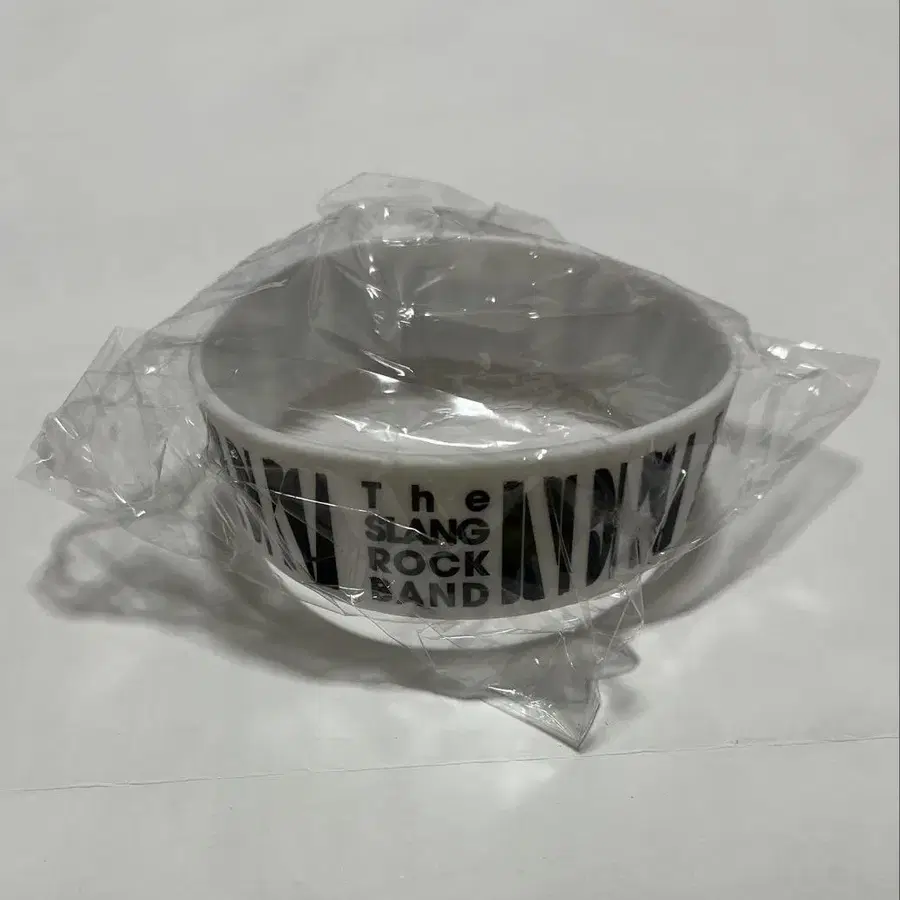 The
SLANG
ROCK
BAND